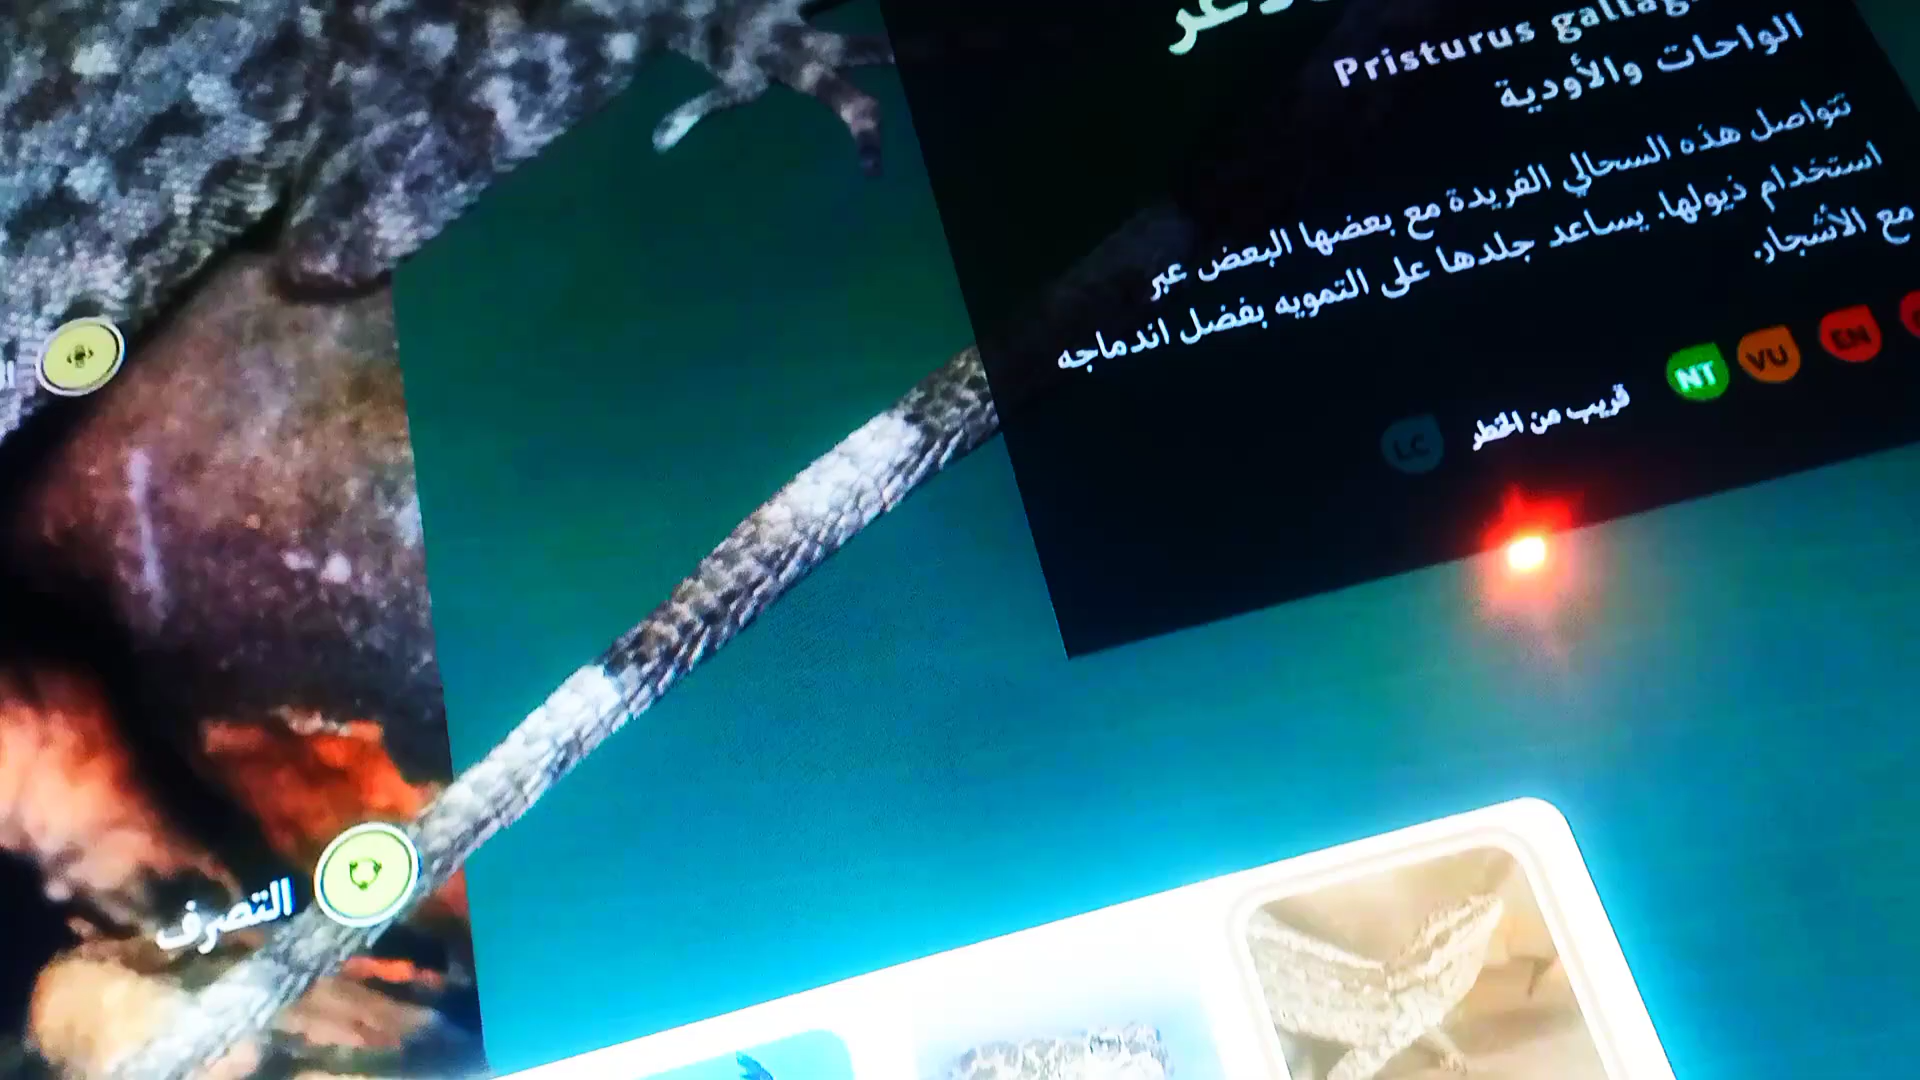 Pristurus
الواحات والأودية
تتواصل هذه السحالي الفريدة مع بعضها البعض عبر
استخدام ذيولها. يساعد جلدها على التمويه بفضل اندماجه
مع الأشجار.
LC قريب من الخطر NT VU EN
التصرف